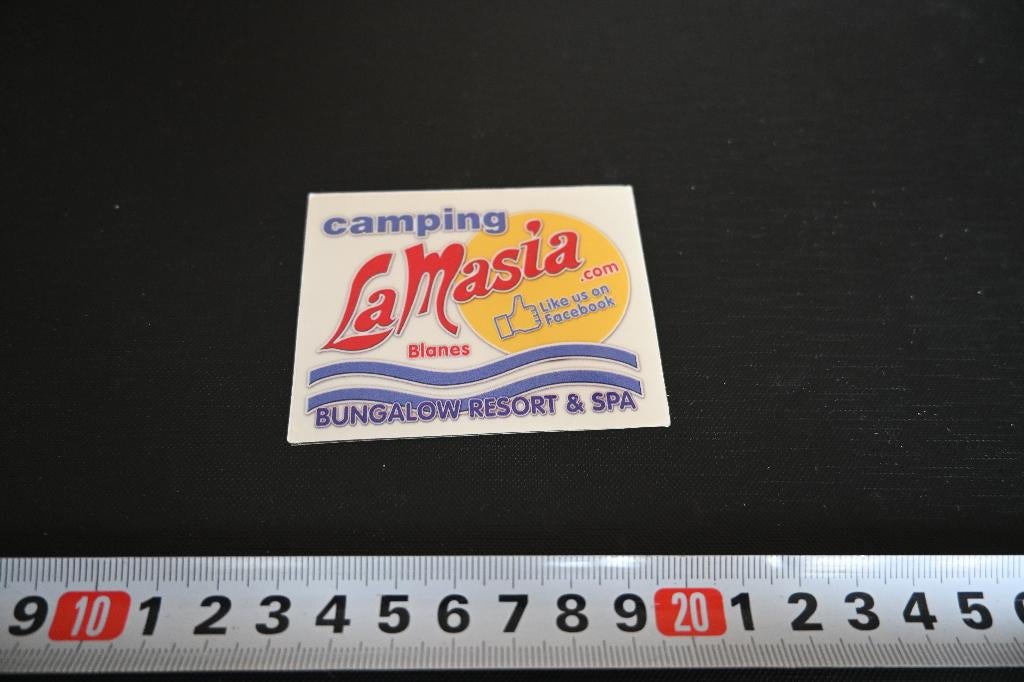 camping
LaMasia
.com
Like us on
Facebook
Blanes
BUNGALOW RESORT & SPA
9 10 1 2 3 4 5 6 7 8 9 20 1 2 3 4 5